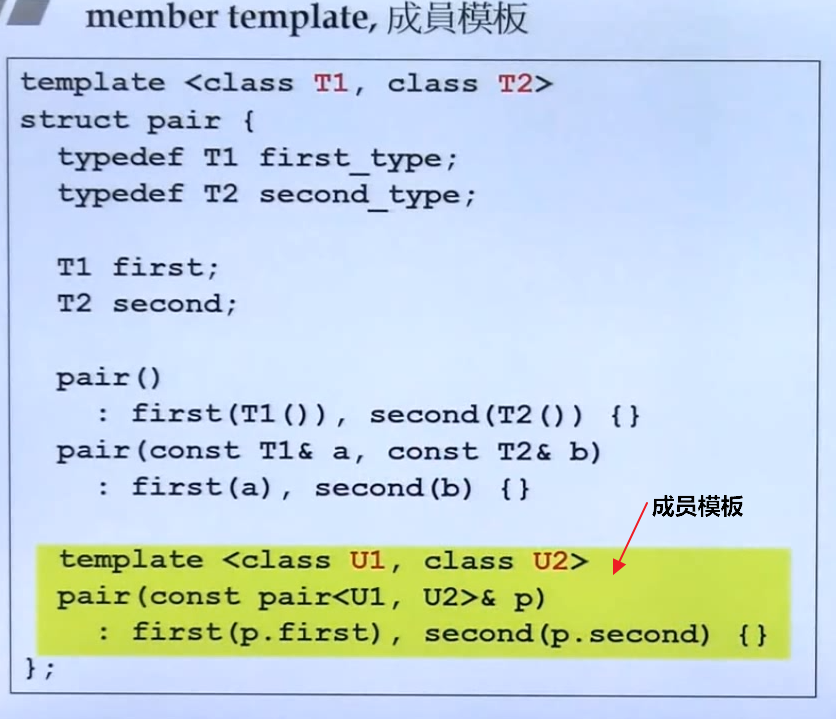 member template, 成員模板
template <class T1, class T2>
struct pair {
  typedef T1 first_type;
  typedef T2 second_type;

  T1 first;
  T2 second;

  pair()
    : first(T1()), second(T2()) {}
  pair(const T1& a, const T2& b)
    : first(a), second(b) {}
成员模板
  template <class U1, class U2>
  pair(const pair<U1, U2>& p)
    : first(p.first), second(p.second) {}
};